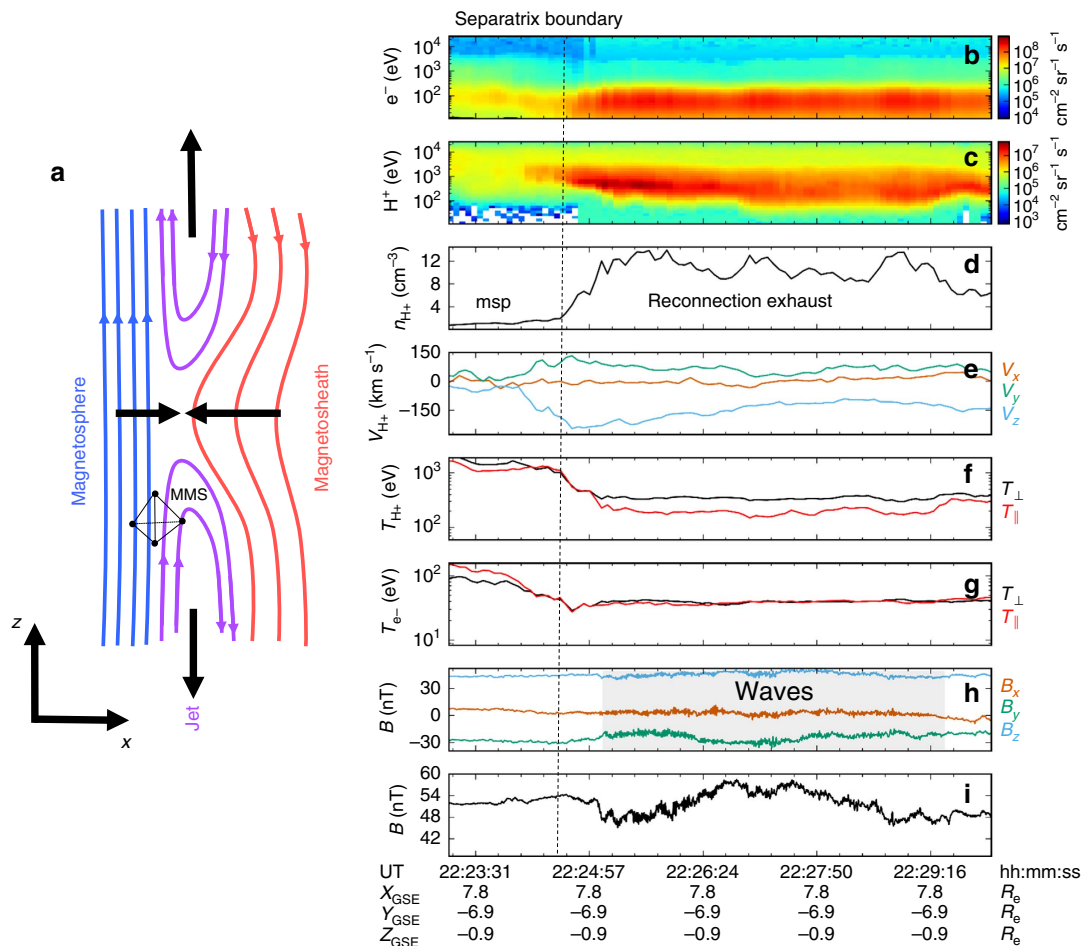 Separatrix boundary
a
Magnetosphere
Magnetosheath
MMS
Jet
z
x
b
e⁻ (eV)
10⁴
10³
10²
10⁸
10⁷
10⁶
10⁵
10⁴
cm⁻² sr⁻¹ s⁻¹
c
H⁺ (eV)
10⁴
10³
10²
10⁷
10⁶
10⁵
10⁴
10³
cm⁻² sr⁻¹ s⁻¹
d
n_H+ (cm⁻³)
12
8
4
msp
Reconnection exhaust
e
V_H+ (km s⁻¹)
150
0
−150
V_x
V_y
V_z
f
T_H+ (eV)
10³
10²
T_⊥
T_∥
g
T_e− (eV)
10²
10¹
T_⊥
T_∥
h
B (nT)
30
0
−30
Waves
B_x
B_y
B_z
i
B (nT)
60
54
48
42
UT 22:23:31 22:24:57 22:26:24 22:27:50 22:29:16 hh:mm:ss
X_GSE 7.8 7.8 7.8 7.8 7.8 R_e
Y_GSE −6.9 −6.9 −6.9 −6.9 −6.9 R_e
Z_GSE −0.9 −0.9 −0.9 −0.9 −0.9 R_e